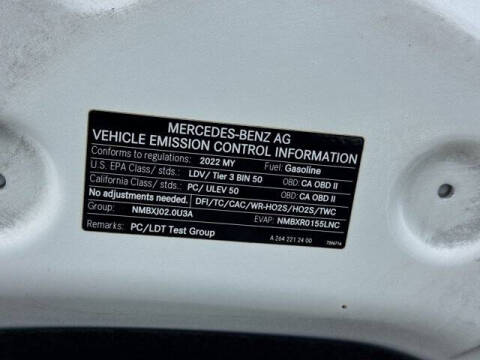 MERCEDES-BENZ AG
VEHICLE EMISSION CONTROL INFORMATION
Conforms to regulations: 2022 MY Fuel: Gasoline
U.S. EPA Class / stds.: LDV/ Tier 3 BIN 50 OBD: CA OBD II
California Class / stds.: PC/ ULEV 50 OBD: CA OBD II
No adjustments needed. DFI/TC/CAC/WR-HO2S/HO2S/TWC
Group: NMBXJ02.0U3A EVAP: NMBXR0155LNC
Remarks: PC/LDT Test Group A 264 221 24 00